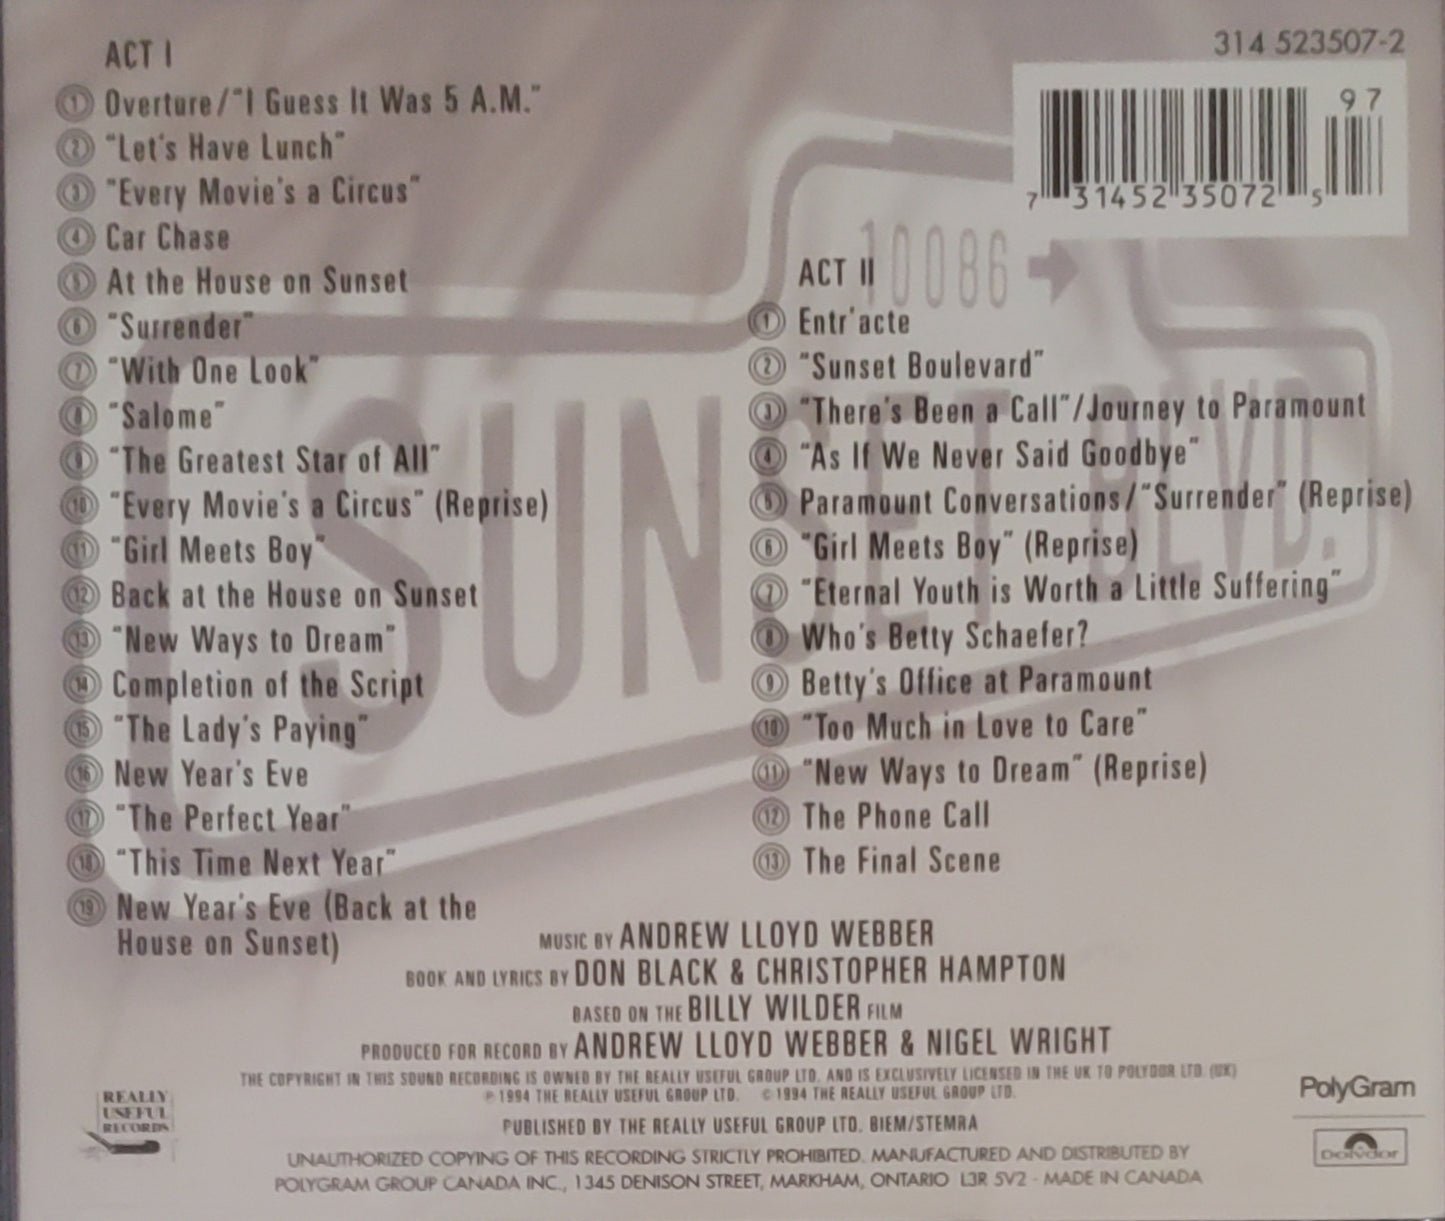 ACT I
1 Overture/"I Guess It Was 5 A.M."
2 "Let's Have Lunch"
3 "Every Movie's a Circus"
4 Car Chase
5 At the House on Sunset
6 "Surrender"
7 "With One Look"
8 "Salome"
9 "The Greatest Star of All"
10 "Every Movie's a Circus" (Reprise)
11 "Girl Meets Boy"
12 Back at the House on Sunset
13 "New Ways to Dream"
14 Completion of the Script
15 "The Lady's Paying"
16 New Year's Eve
17 "The Perfect Year"
18 "This Time Next Year"
19 New Year's Eve (Back at the
House on Sunset)
314 523507-2
97
7 31452 35072 5
10086
SUNSET BLVD.
ACT II
1 Entr'acte
2 "Sunset Boulevard"
3 "There's Been a Call"/Journey to Paramount
4 "As If We Never Said Goodbye"
5 Paramount Conversations/"Surrender" (Reprise)
6 "Girl Meets Boy" (Reprise)
7 "Eternal Youth is Worth a Little Suffering"
8 Who's Betty Schaefer?
9 Betty's Office at Paramount
10 "Too Much in Love to Care"
11 "New Ways to Dream" (Reprise)
12 The Phone Call
13 The Final Scene
MUSIC BY ANDREW LLOYD WEBBER
BOOK AND LYRICS BY DON BLACK & CHRISTOPHER HAMPTON
BASED ON THE BILLY WILDER FILM
PRODUCED FOR RECORD BY ANDREW LLOYD WEBBER & NIGEL WRIGHT
THE COPYRIGHT IN THIS SOUND RECORDING IS OWNED BY THE REALLY USEFUL GROUP LTD. AND IS EXCLUSIVELY LICENSED IN THE UK TO POLYDOR LTD. (UK)
℗ 1994 THE REALLY USEFUL GROUP LTD. © 1994 THE REALLY USEFUL GROUP LTD.
PUBLISHED BY THE REALLY USEFUL GROUP LTD. BIEM/STEMRA
UNAUTHORIZED COPYING OF THIS RECORDING STRICTLY PROHIBITED. MANUFACTURED AND DISTRIBUTED BY
POLYGRAM GROUP CANADA INC., 1345 DENISON STREET, MARKHAM, ONTARIO L3R 5V2 - MADE IN CANADA
REALLY
USEFUL
RECORDS
PolyGram
Polydor